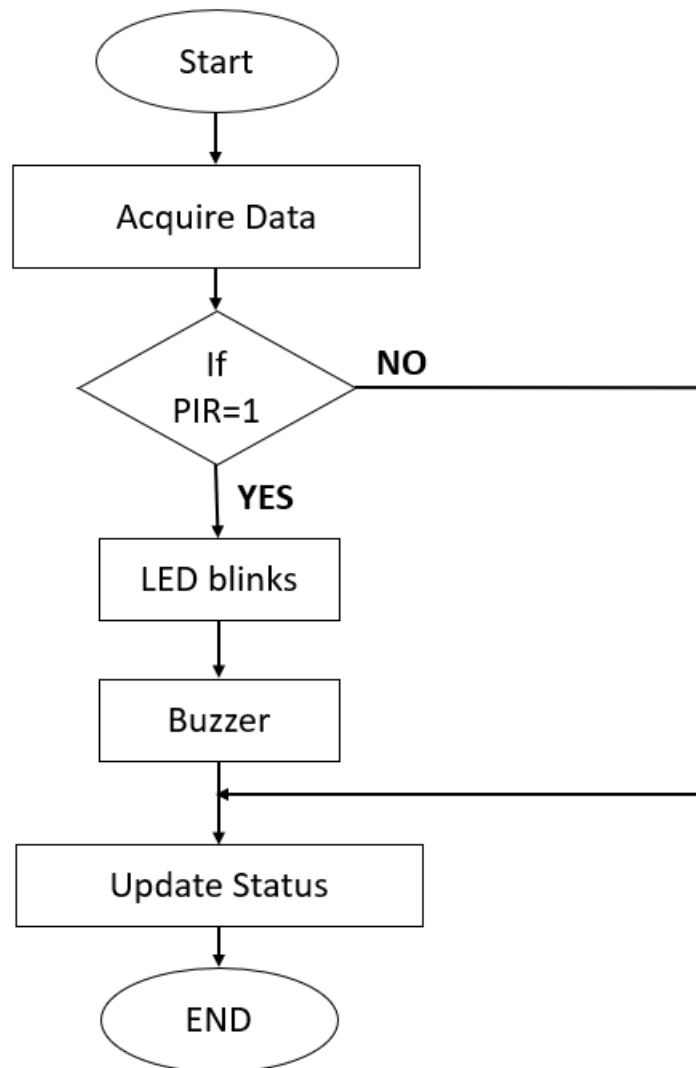 Start
Acquire Data
If
PIR=1
NO
YES
LED blinks
Buzzer
Update Status
END